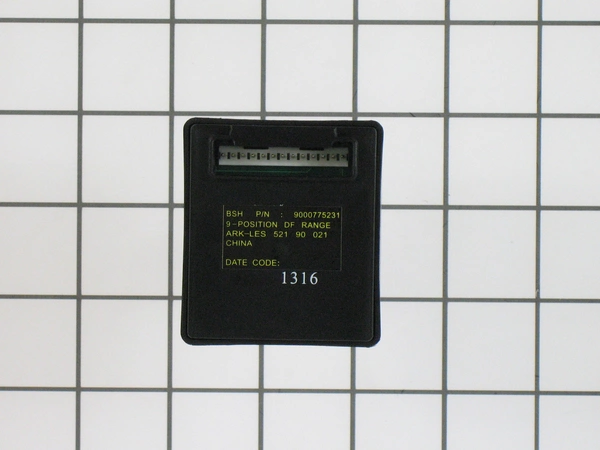 BSH P/N : 9000775231
9-POSITION DF RANGE
ARK-LES 521 90 021
CHINA
DATE CODE:
1316